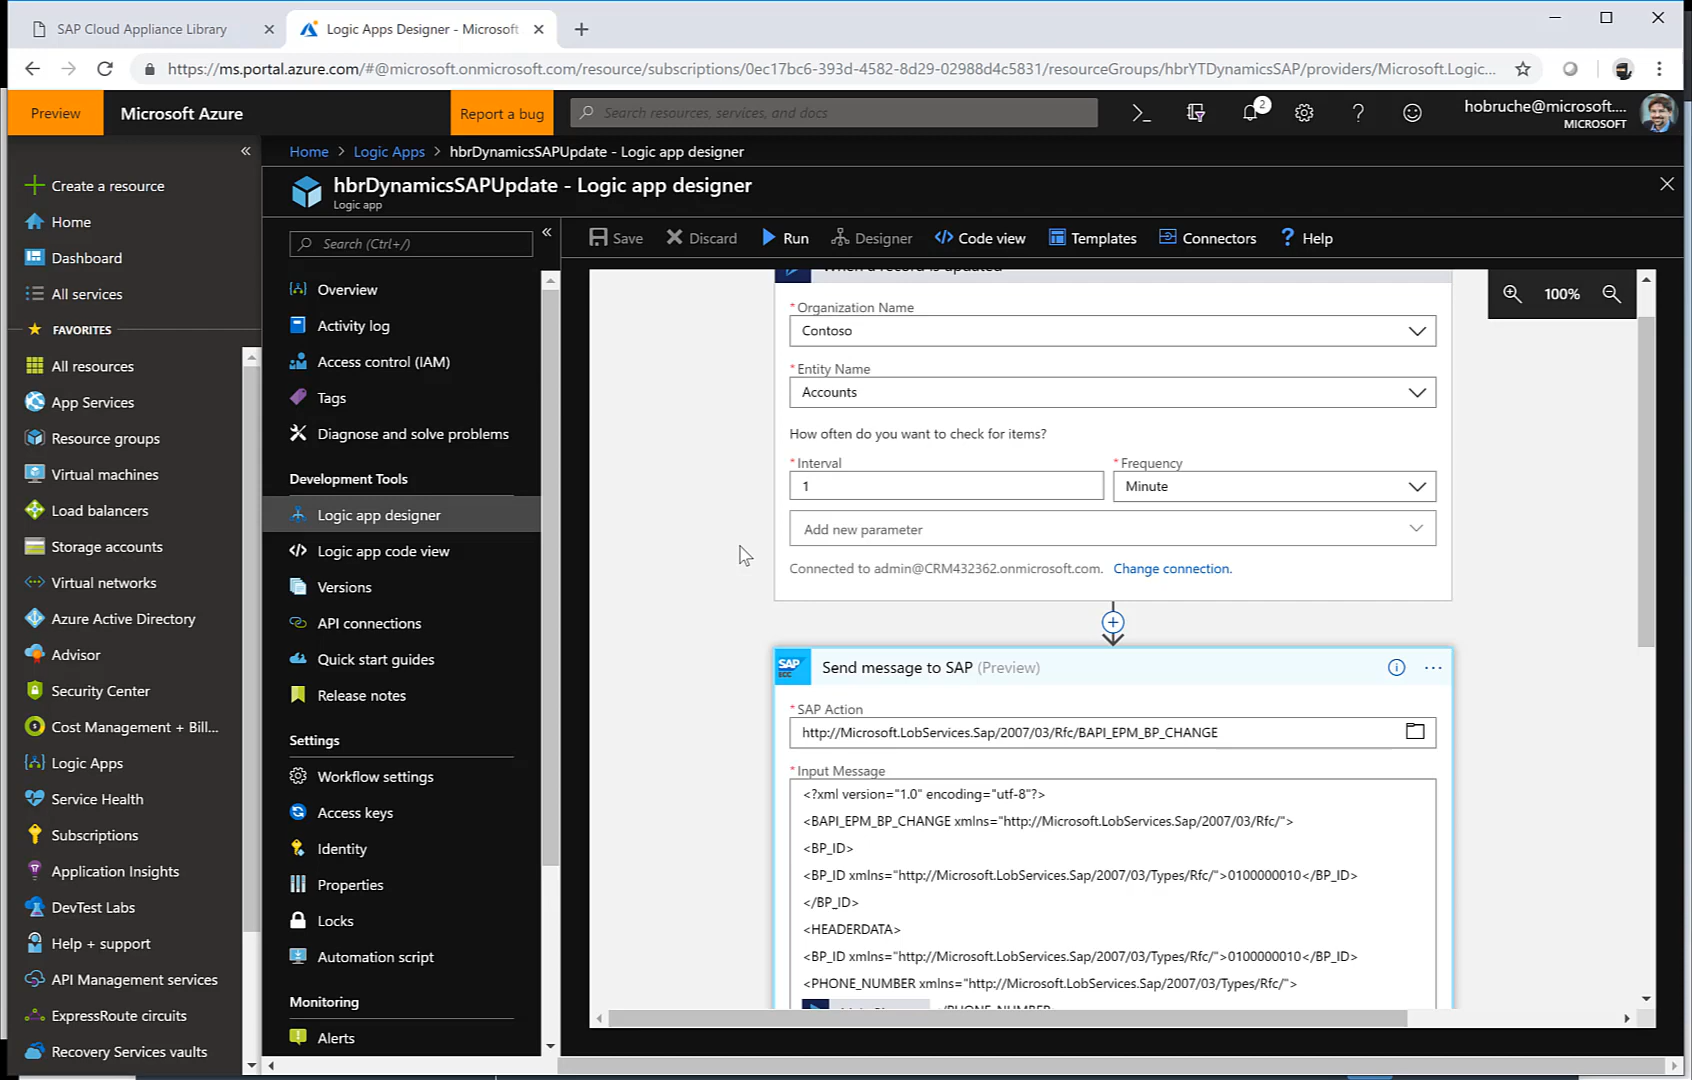 SAP Cloud Appliance Library
Logic Apps Designer - Microsoft
https://ms.portal.azure.com/#@microsoft.onmicrosoft.com/resource/subscriptions/0ec17bc6-393d-4582-8d29-02988d4c5831/resourceGroups/hbrYTDynamicsSAP/providers/Microsoft.Logic...
Preview
Microsoft Azure
Report a bug
Search resources, services, and docs
2
hobruche@microsoft....
MICROSOFT
Create a resource
Home
Dashboard
All services
FAVORITES
All resources
App Services
Resource groups
Virtual machines
Load balancers
Storage accounts
Virtual networks
Azure Active Directory
Advisor
Security Center
Cost Management + Bill...
Logic Apps
Service Health
Subscriptions
Application Insights
DevTest Labs
Help + support
API Management services
ExpressRoute circuits
Recovery Services vaults
Home > Logic Apps > hbrDynamicsSAPUpdate - Logic app designer
hbrDynamicsSAPUpdate - Logic app designer
Logic app
Search (Ctrl+/)
Overview
Activity log
Access control (IAM)
Tags
Diagnose and solve problems
Development Tools
Logic app designer
Logic app code view
Versions
API connections
Quick start guides
Release notes
Settings
Workflow settings
Access keys
Identity
Properties
Locks
Automation script
Monitoring
Alerts
Save
Discard
Run
Designer
Code view
Templates
Connectors
Help
100%
When a record is updated
* Organization Name
Contoso
* Entity Name
Accounts
How often do you want to check for items?
* Interval
1
* Frequency
Minute
Add new parameter
Connected to admin@CRM432362.onmicrosoft.com. Change connection.
SAP
ECC
Send message to SAP (Preview)
* SAP Action
http://Microsoft.LobServices.Sap/2007/03/Rfc/BAPI_EPM_BP_CHANGE
* Input Message
<?xml version="1.0" encoding="utf-8"?>
<BAPI_EPM_BP_CHANGE xmlns="http://Microsoft.LobServices.Sap/2007/03/Rfc/">
<BP_ID>
<BP_ID xmlns="http://Microsoft.LobServices.Sap/2007/03/Types/Rfc/">0100000010</BP_ID>
</BP_ID>
<HEADERDATA>
<BP_ID xmlns="http://Microsoft.LobServices.Sap/2007/03/Types/Rfc/">0100000010</BP_ID>
<PHONE_NUMBER xmlns="http://Microsoft.LobServices.Sap/2007/03/Types/Rfc/">
</PHONE_NUMBER>